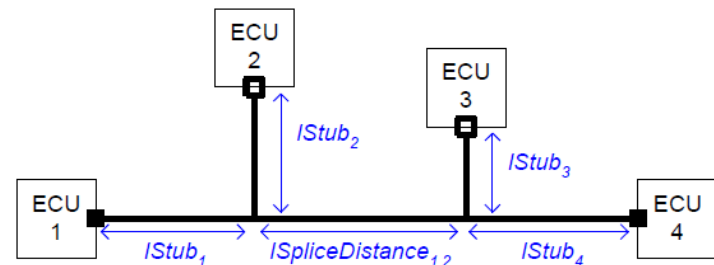 ECU
2
ECU
3
lStub2
lStub3
ECU
1
ECU
4
lStub1
lSpliceDistance1,2
lStub4